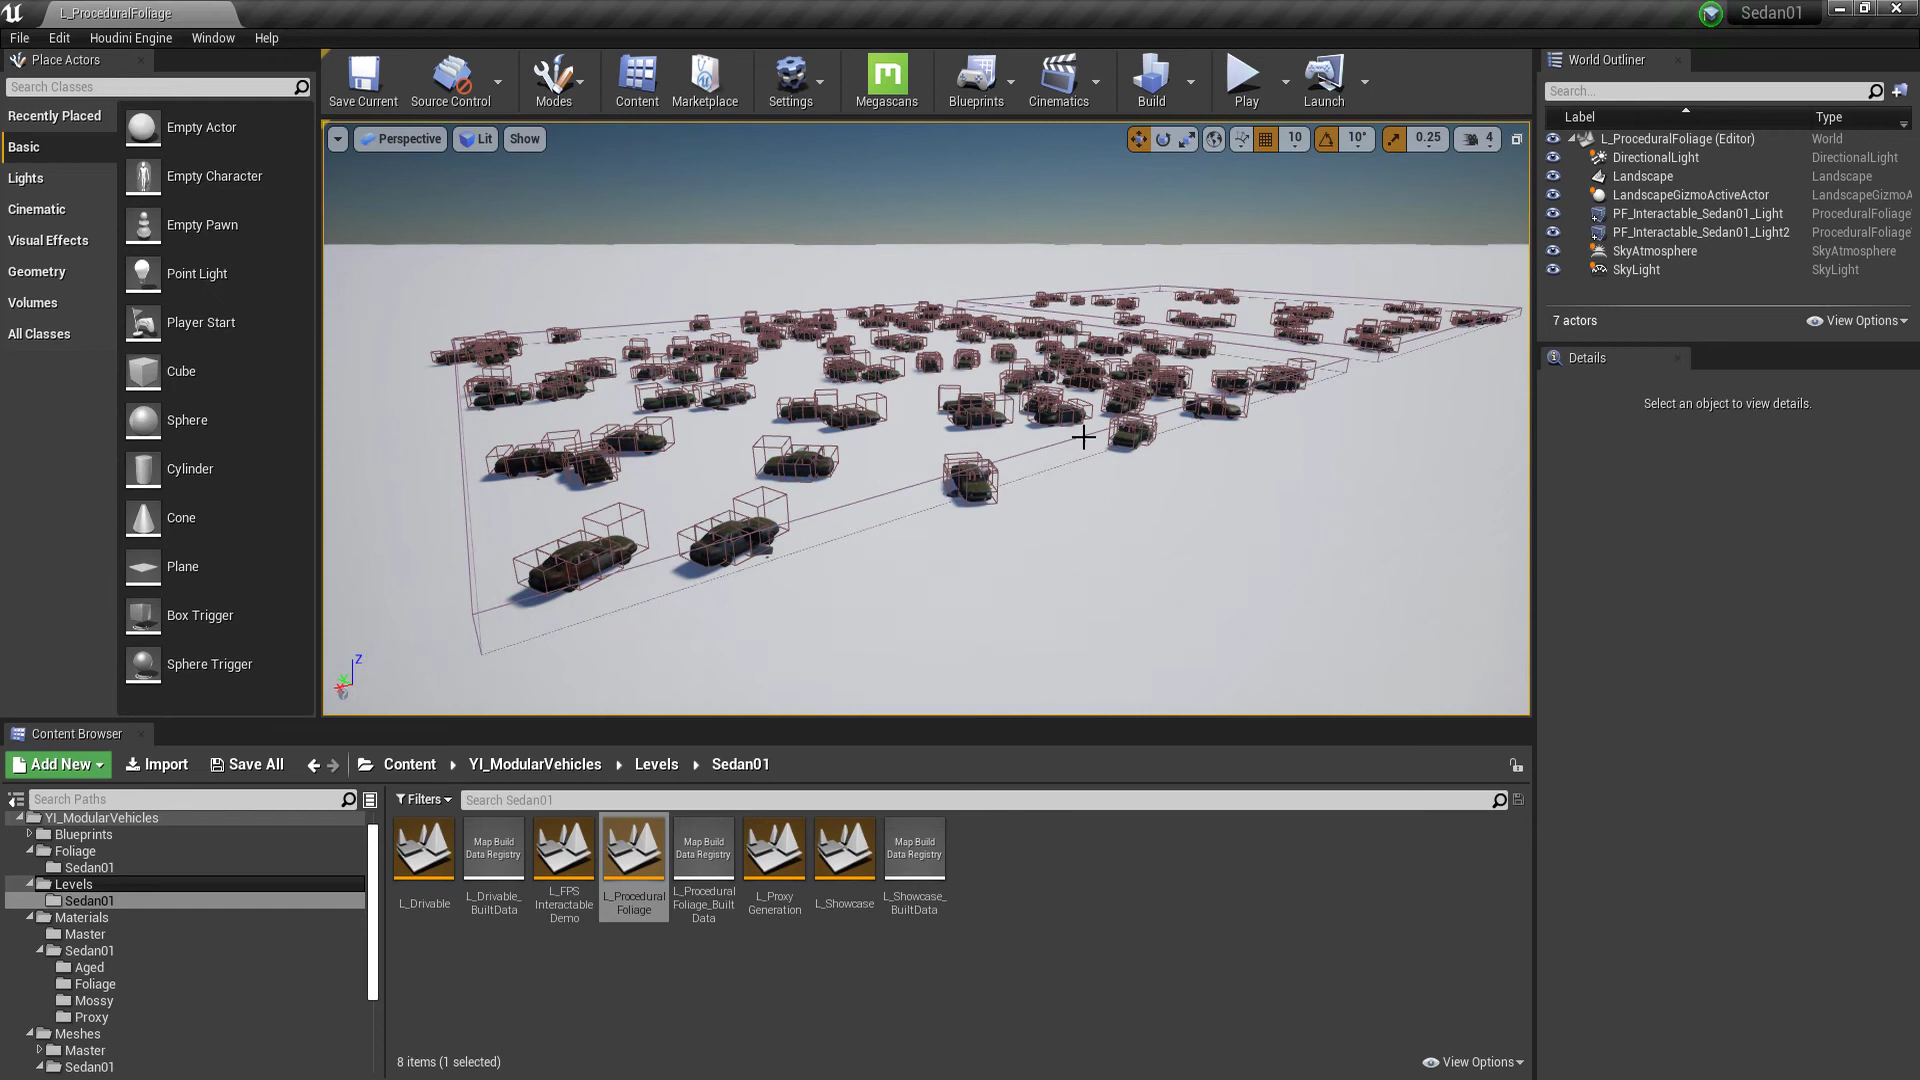 L_ProceduralFoliage
Sedan01
File Edit Houdini Engine Window Help
Place Actors
Search Classes
Recently Placed
Basic
Lights
Cinematic
Visual Effects
Geometry
Volumes
All Classes
Empty Actor
Empty Character
Empty Pawn
Point Light
Player Start
Cube
Sphere
Cylinder
Cone
Plane
Box Trigger
Sphere Trigger
Save Current Source Control Modes Content Marketplace Settings Megascans Blueprints Cinematics Build Play Launch
Perspective Lit Show
10 10° 0.25 4
Z
World Outliner
Search...
Label Type
L_ProceduralFoliage (Editor) World
DirectionalLight DirectionalLight
Landscape Landscape
LandscapeGizmoActiveActor LandscapeGizmoA
PF_Interactable_Sedan01_Light ProceduralFoliage
PF_Interactable_Sedan01_Light2 ProceduralFoliage
SkyAtmosphere SkyAtmosphere
SkyLight SkyLight
7 actors View Options
Details
Select an object to view details.
Content Browser
Add New Import Save All Content YI_ModularVehicles Levels Sedan01
Search Paths
YI_ModularVehicles
Blueprints
Foliage
Sedan01
Levels
Sedan01
Materials
Master
Sedan01
Aged
Foliage
Mossy
Proxy
Meshes
Master
Sedan01
Filters Search Sedan01
Map Build
Data Registry
Map Build
Data Registry
Map Build
Data Registry
L_Drivable
L_Drivable_
BuiltData
L_FPS
Interactable
Demo
L_Procedural
Foliage
L_Procedural
Foliage_Built
Data
L_Proxy
Generation
L_Showcase
L_Showcase_
BuiltData
8 items (1 selected) View Options